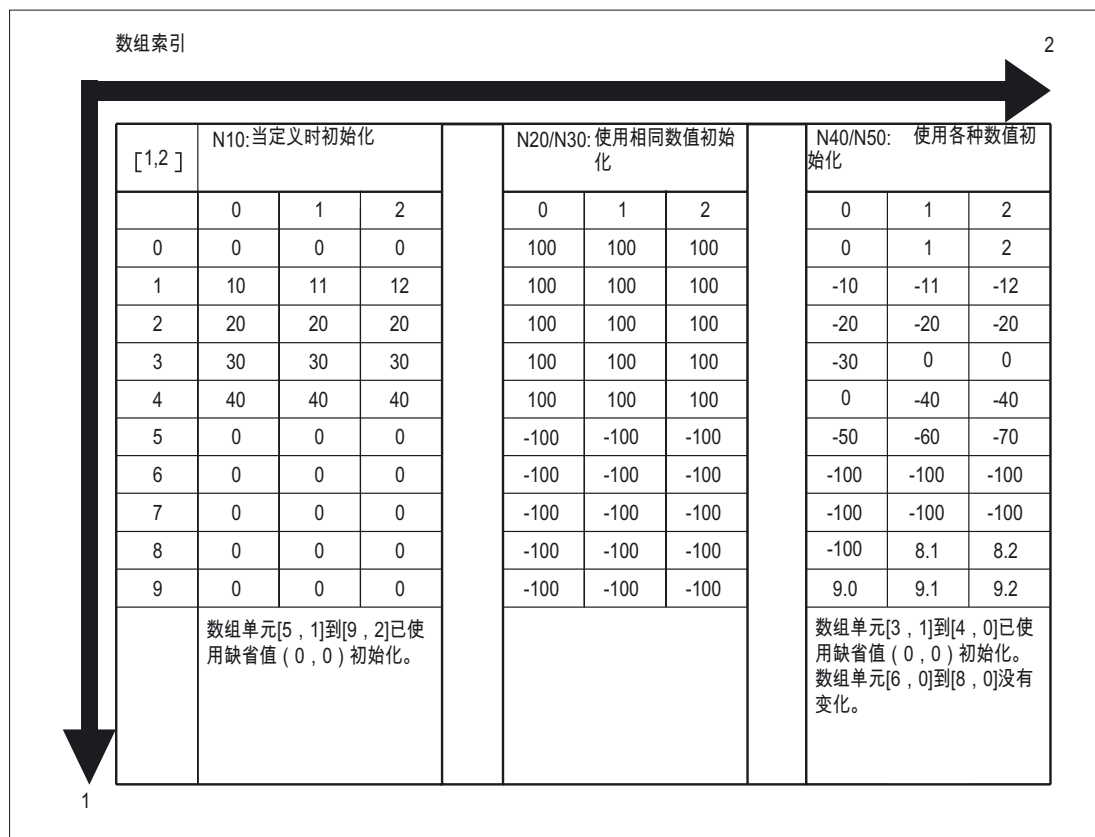 数组索引
2
[1,2 ]
N10:当定义时初始化
N20/N30:使用相同数值初始
化
N40/N50: 使用各种数值初
始化
0 1 2 0 1 2 0 1 2
0 0 0 0 100 100 100 0 1 2
1 10 11 12 100 100 100 -10 -11 -12
2 20 20 20 100 100 100 -20 -20 -20
3 30 30 30 100 100 100 -30 0 0
4 40 40 40 100 100 100 0 -40 -40
5 0 0 0 -100 -100 -100 -50 -60 -70
6 0 0 0 -100 -100 -100 -100 -100 -100
7 0 0 0 -100 -100 -100 -100 -100 -100
8 0 0 0 -100 -100 -100 -100 8.1 8.2
9 0 0 0 -100 -100 -100 9.0 9.1 9.2
数组单元[5，1]到[9，2]已使
用缺省值（0，0）初始化。
数组单元[3，1]到[4，0]已使
用缺省值（0，0）初始化。
数组单元[6，0]到[8，0]没有
变化。
1